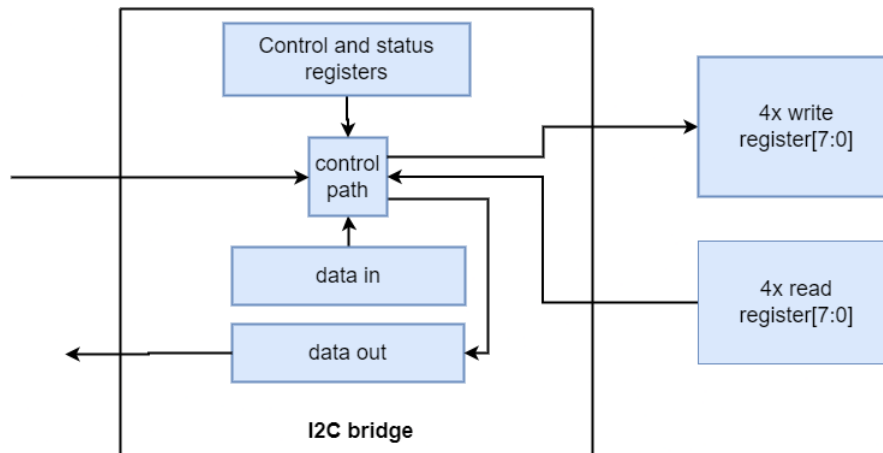 Control and status
registers
4x write
register[7:0]
control
path
data in
4x read
register[7:0]
data out
I2C bridge